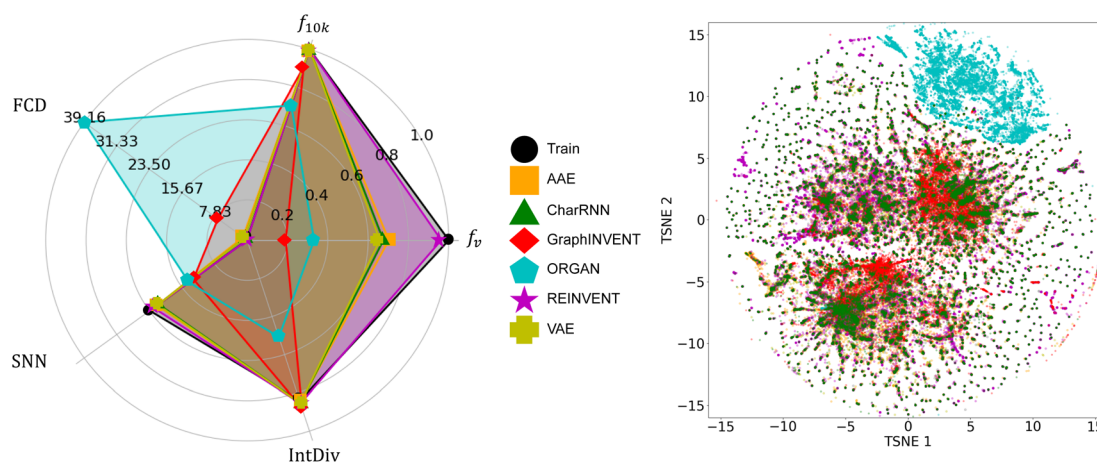 f10k
FCD
39.16
31.33
23.50
15.67
7.83
1.0
0.8
0.6
0.4
0.2
fv
SNN
IntDiv
Train
AAE
CharRNN
GraphINVENT
ORGAN
REINVENT
VAE
15
10
5
0
−5
−10
−15
TSNE 2
−15
−10
−5
0
5
10
15
TSNE 1